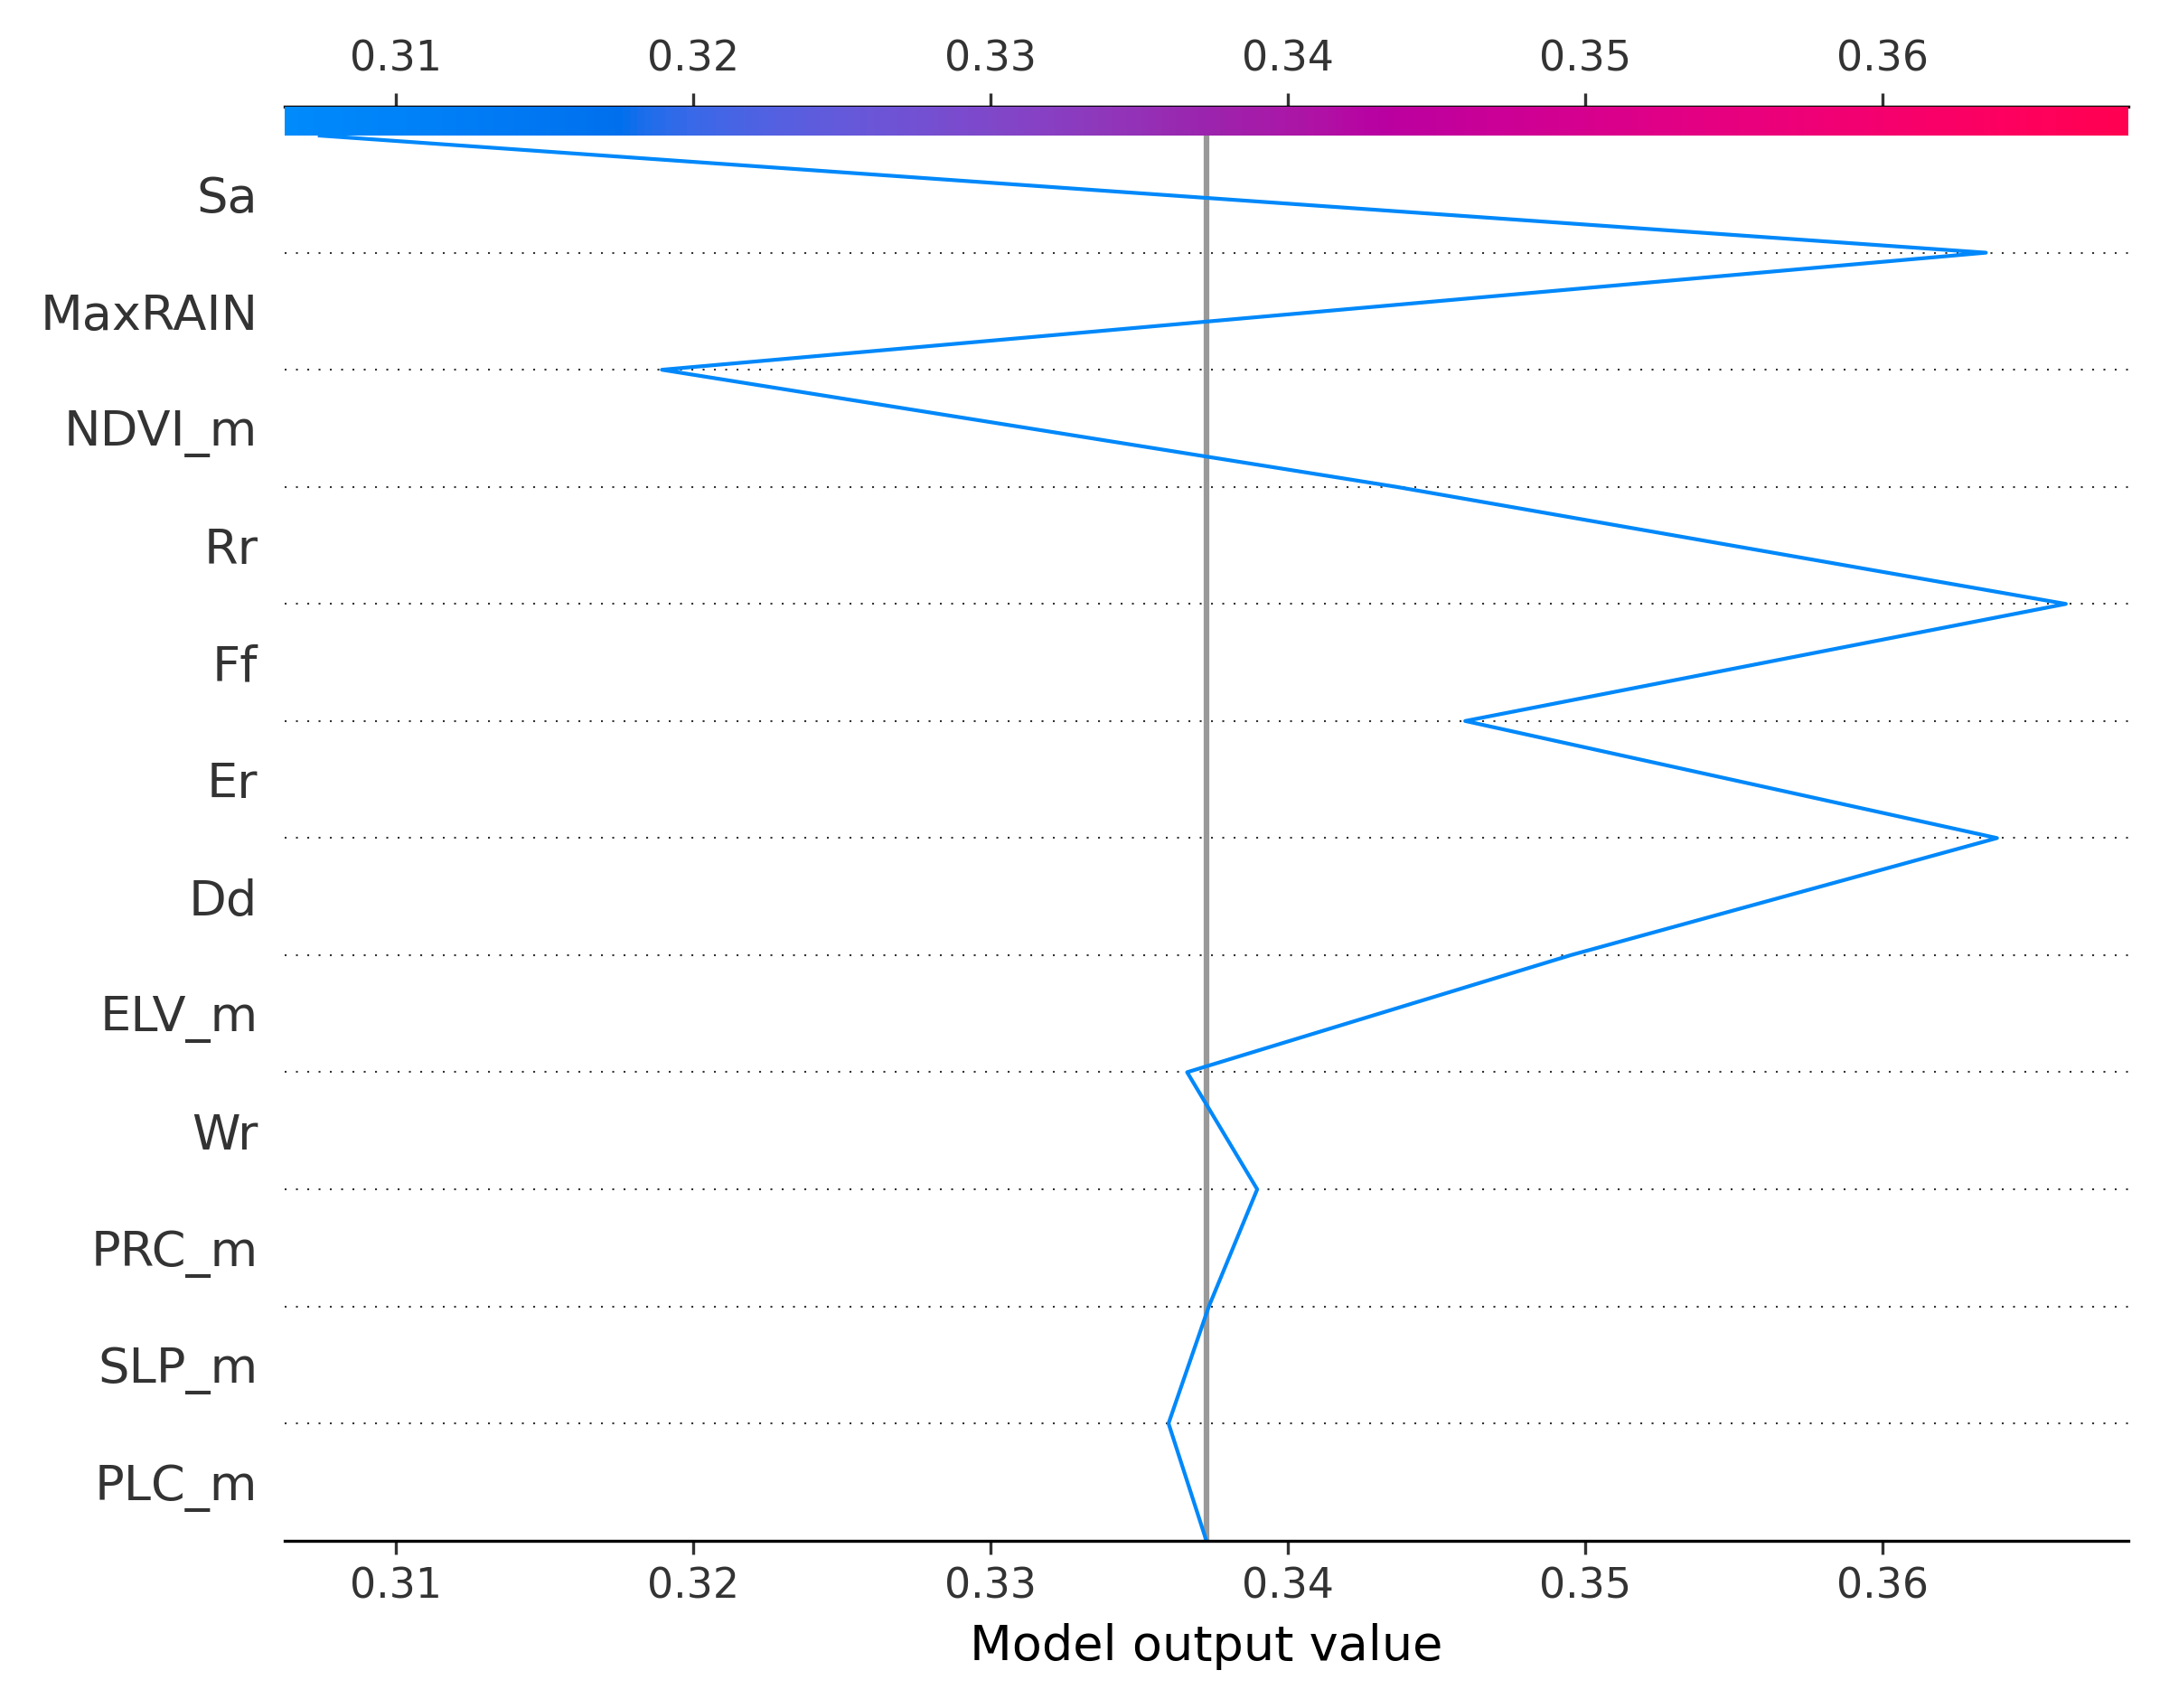 0.31 0.32 0.33 0.34 0.35 0.36
Sa
MaxRAIN
NDVI_m
Rr
Ff
Er
Dd
ELV_m
Wr
PRC_m
SLP_m
PLC_m
0.31 0.32 0.33 0.34 0.35 0.36
Model output value